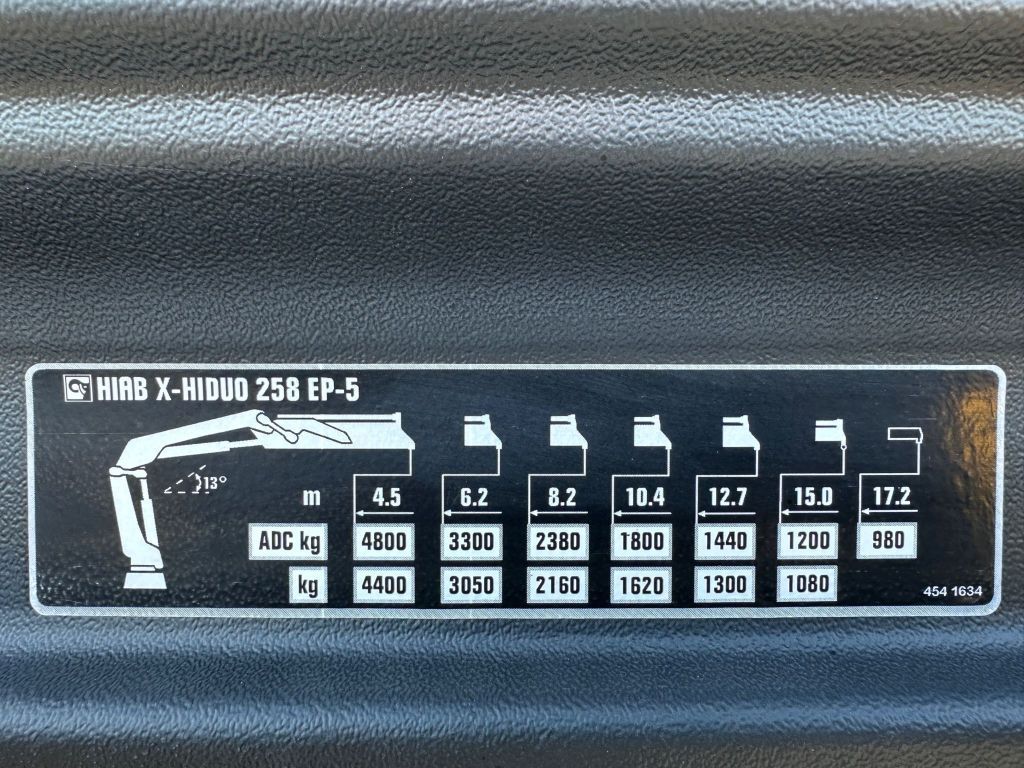 HIAB X-HIDUO 258 EP-5
13°
m 4.5 6.2 8.2 10.4 12.7 15.0 17.2
ADC kg 4800 3300 2380 1800 1440 1200 980
kg 4400 3050 2160 1620 1300 1080
454 1634